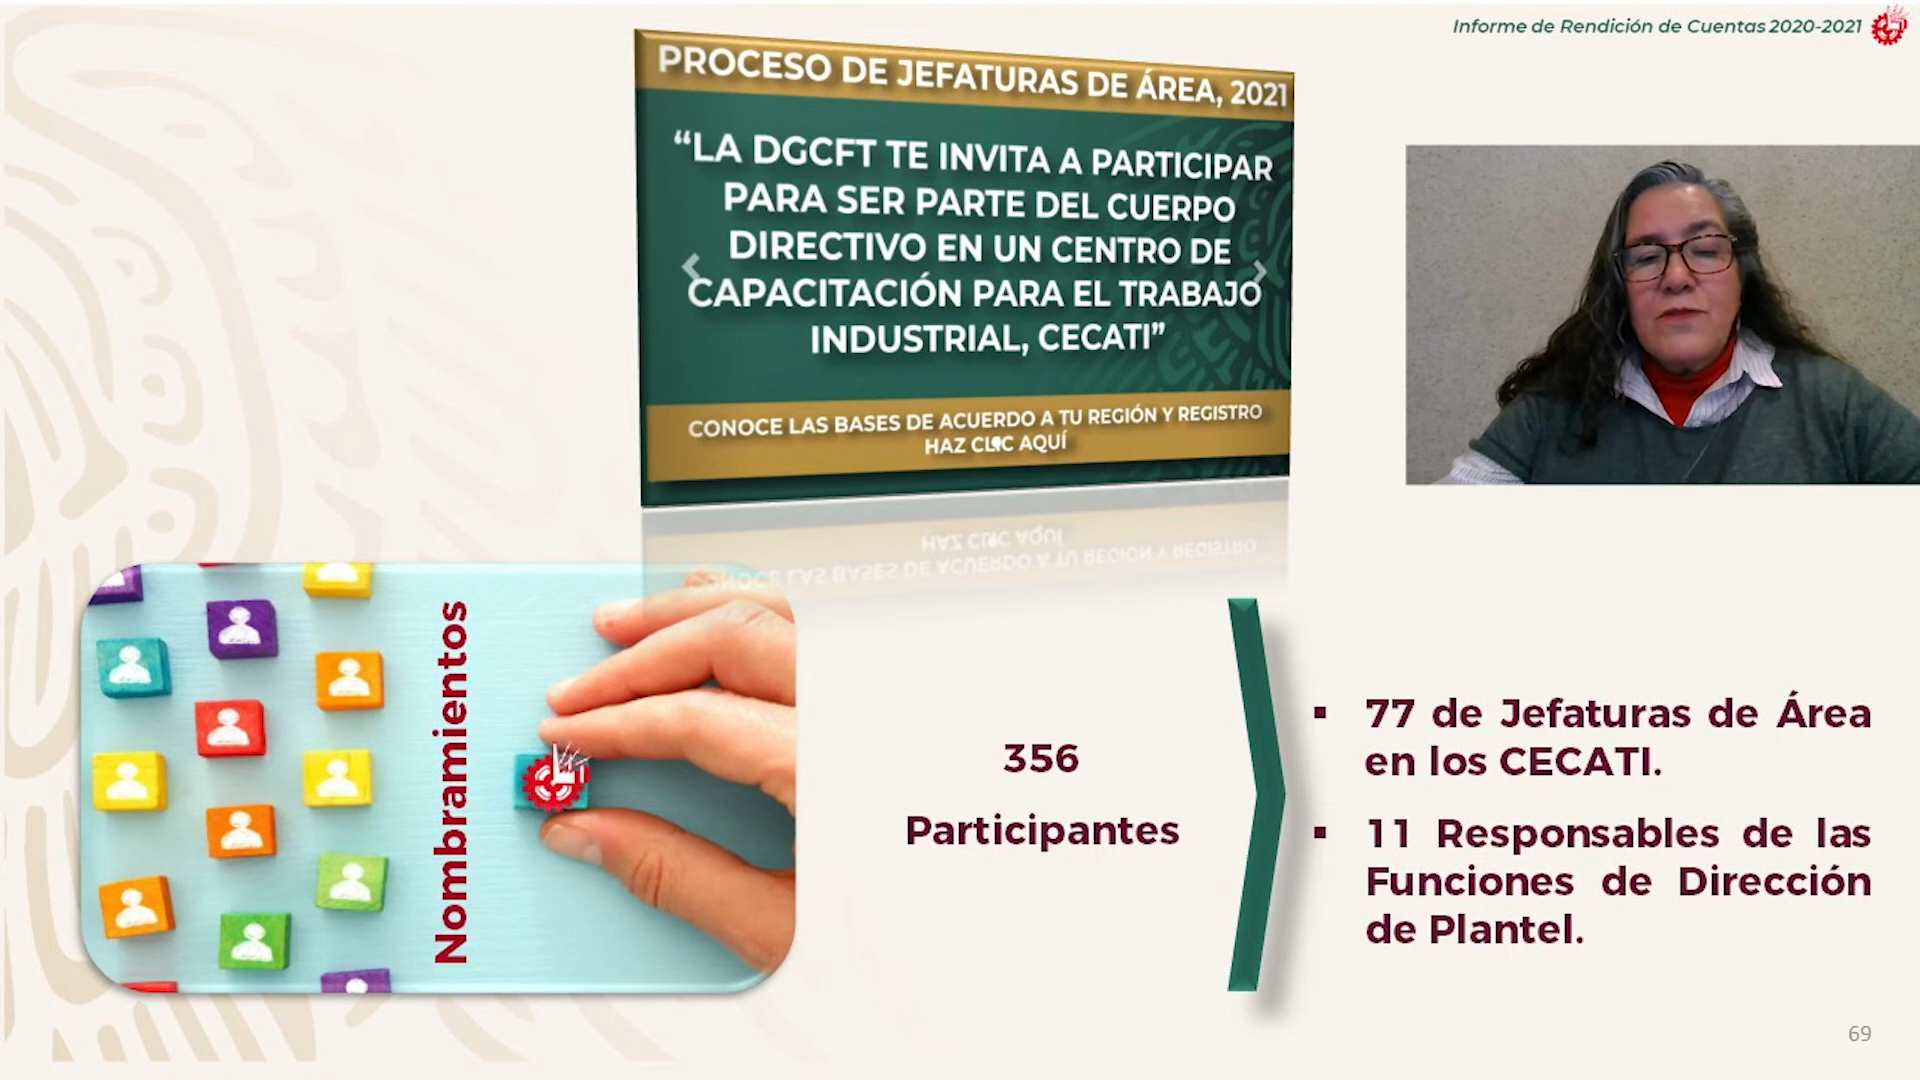 Informe de Rendición de Cuentas 2020-2021
PROCESO DE JEFATURAS DE ÁREA, 2021
“LA DGCFT TE INVITA A PARTICIPAR
PARA SER PARTE DEL CUERPO
DIRECTIVO EN UN CENTRO DE
CAPACITACIÓN PARA EL TRABAJO
INDUSTRIAL, CECATI”
CONOCE LAS BASES DE ACUERDO A TU REGIÓN Y REGISTRO
HAZ CLIC AQUÍ
Nombramientos
356
Participantes
▪ 77 de Jefaturas de Área
en los CECATI.
▪ 11 Responsables de las
Funciones de Dirección
de Plantel.
69